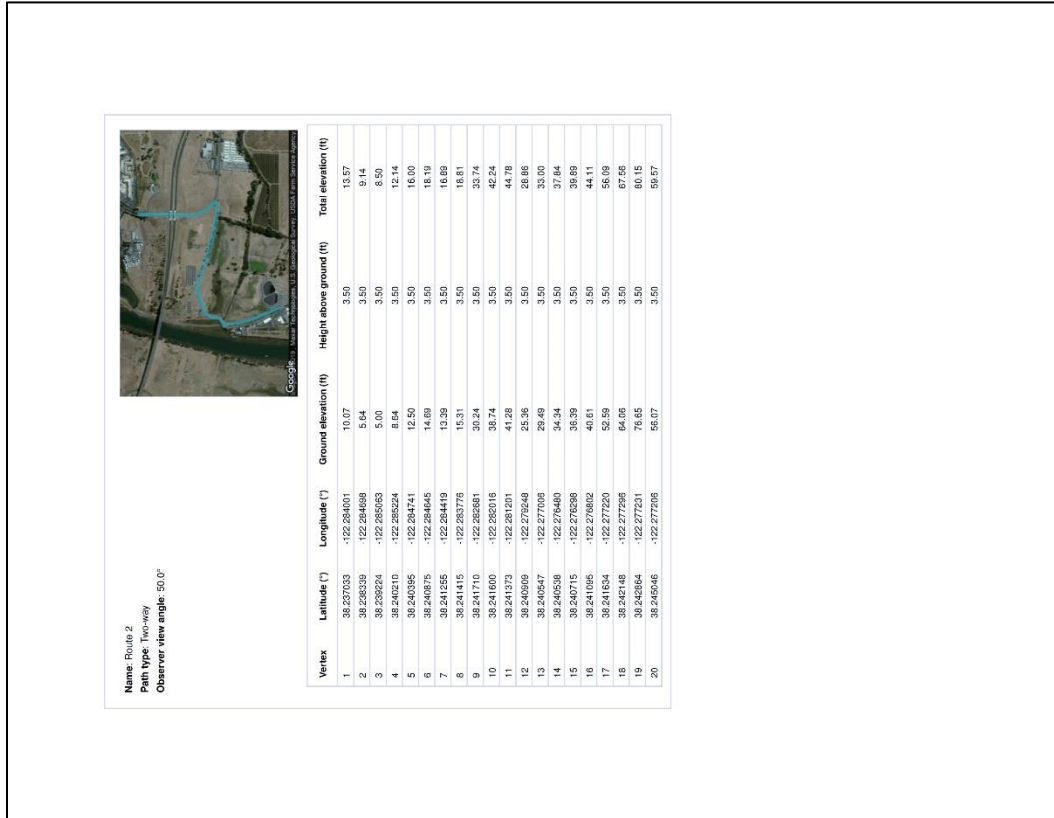 Name: Route 2
Path type: Two-way
Observer view angle: 50.0°
Google
Maxar Technologies, U.S. Geological Survey, USDA Farm Service Agency
Vertex Latitude (°) Longitude (°) Ground elevation (ft) Height above ground (ft) Total elevation (ft)
1 38.237033 -122.284001 10.07 3.50 13.57
2 38.238339 -122.284698 5.64 3.50 9.14
3 38.239224 -122.285063 5.00 3.50 8.50
4 38.240210 -122.285224 8.64 3.50 12.14
5 38.240395 -122.284741 12.50 3.50 16.00
6 38.240875 -122.284645 14.69 3.50 18.19
7 38.241255 -122.284419 13.39 3.50 16.89
8 38.241415 -122.283776 15.31 3.50 18.81
9 38.241710 -122.282681 30.24 3.50 33.74
10 38.241600 -122.282016 38.74 3.50 42.24
11 38.241373 -122.281201 41.28 3.50 44.78
12 38.240909 -122.279248 25.36 3.50 28.86
13 38.240547 -122.277006 29.49 3.50 33.00
14 38.240538 -122.276480 34.34 3.50 37.84
15 38.240715 -122.276298 36.39 3.50 39.89
16 38.241095 -122.276802 40.61 3.50 44.11
17 38.241634 -122.277220 52.59 3.50 56.09
18 38.242148 -122.277296 64.06 3.50 67.56
19 38.242864 -122.277231 76.65 3.50 80.15
20 38.245046 -122.277206 56.07 3.50 59.57